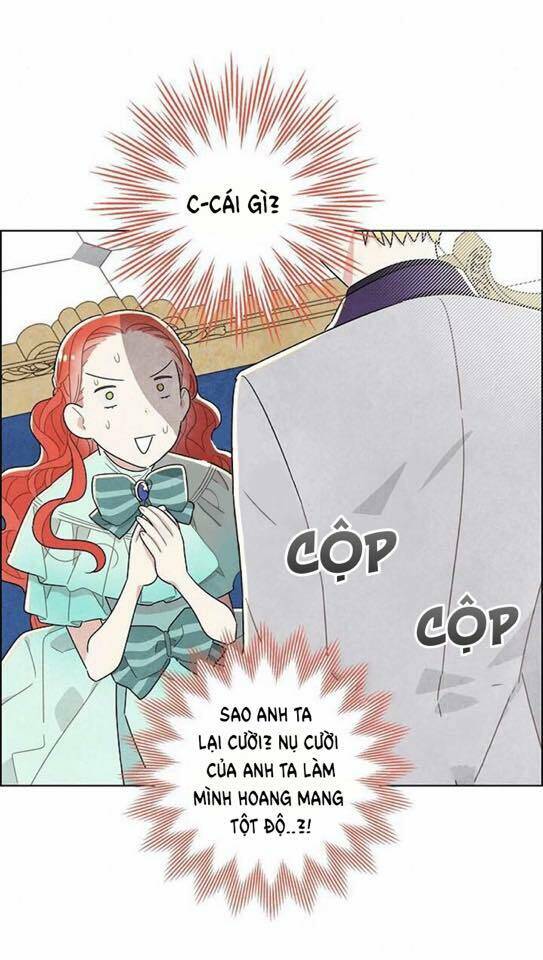 C-CÁI GÌ?
CỘP
CỘP
SAO ANH TA
LẠI CƯỜI? NỤ CƯỜI
CỦA ANH TA LÀM
MÌNH HOANG MANG
TỘT ĐỘ..?!